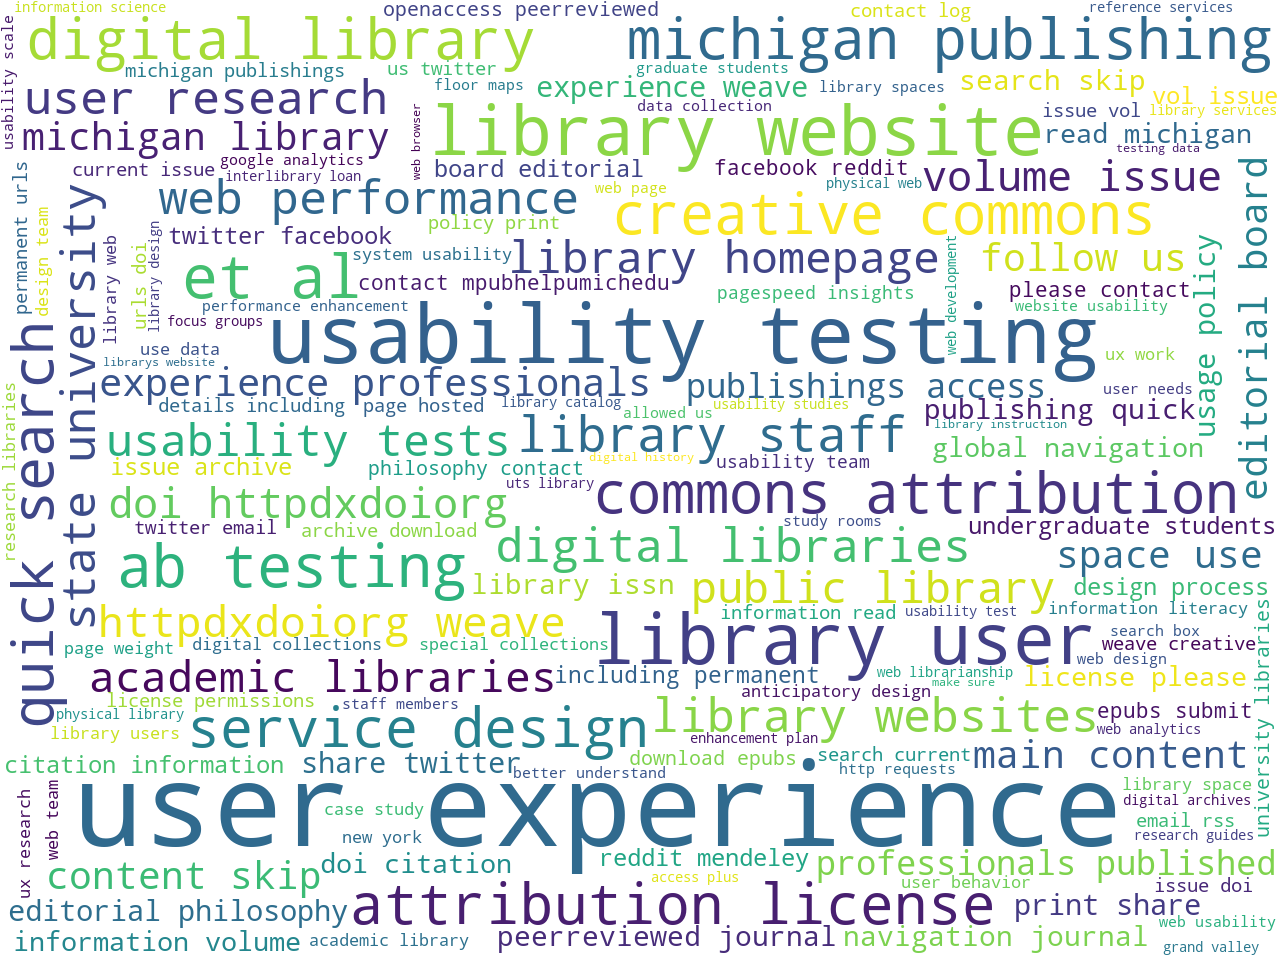 information science
openaccess peerreviewed
contact log
reference services
digital library
michigan publishing
usability scale
michigan publishings
us twitter
graduate students
floor maps
experience weave
library spaces
search skip
vol issue
user research
data collection
issue vol
library services
web browser
library website
michigan library
read michigan
testing data
current issue
google analytics
interlibrary loan
board editorial
facebook reddit
physical web
volume issue
permanent urls
state university
web performance
web page
creative commons
editorial board
design team
library web
urls doi
library design
twitter facebook
policy print
system usability
library homepage
web development
follow us
usage policy
et al
contact mpubhelpumichedu
pagespeed insights
please contact
performance enhancement
website usability
focus groups
usability testing
quick search
use data
librarys website
ux work
experience professionals
publishings access
user needs
research libraries
details including
page hosted
library catalog
allowed us
usability studies
publishing quick
library instruction
usability tests
library staff
global navigation
issue archive
philosophy contact
digital history
usability team
uts library
doi httpdxdoiorg
commons attribution
twitter email
archive download
study rooms
undergraduate students
ab testing
digital libraries
space use
library issn
public library
design process
httpdxdoiorg weave
information read
usability test
information literacy
university libraries
library user
search box
page weight
digital collections
special collections
weave creative
web design
academic libraries
including permanent
web librarianship
make sure
license please
anticipatory design
license permissions
staff members
physical library
library users
service design
library websites
epubs submit
web analytics
enhancement plan
citation information
share twitter
better understand
download epubs
search current
http requests
main content
ux research
web team
user experience
library space
digital archives
case study
email rss
new york
research guides
content skip
doi citation
reddit mendeley
professionals published
access plus
user behavior
issue doi
editorial philosophy
attribution license
print share
web usability
information volume
academic library
peerreviewed journal
navigation journal
grand valley